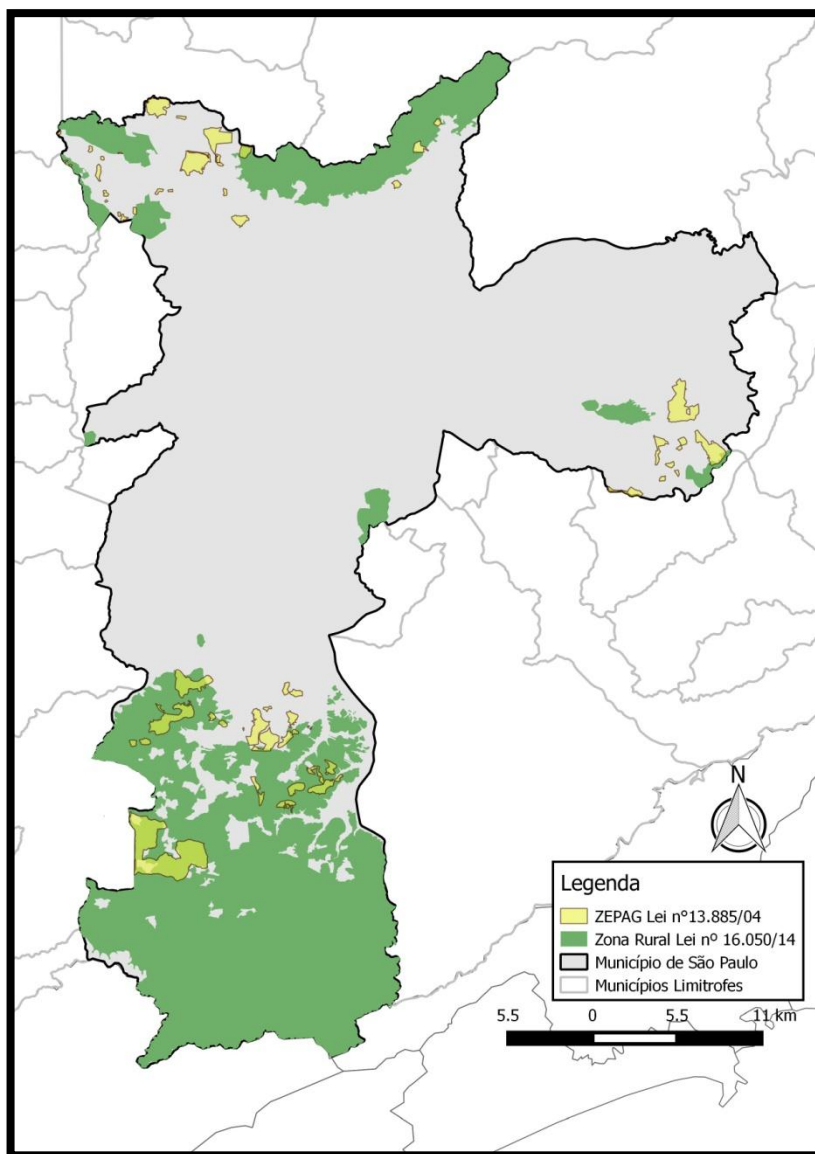 N
Legenda
ZEPAG Lei n°13.885/04
Zona Rural Lei nº 16.050/14
Município de São Paulo
Municípios Limitrofes
5.5 0 5.5 11 km